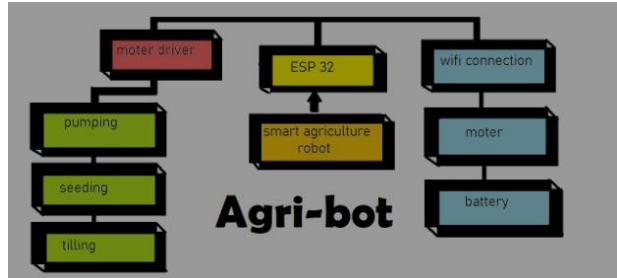 moter driver
ESP 32
wifi connection
pumping
smart agriculture
robot
moter
seeding
Agri-bot
battery
tilling